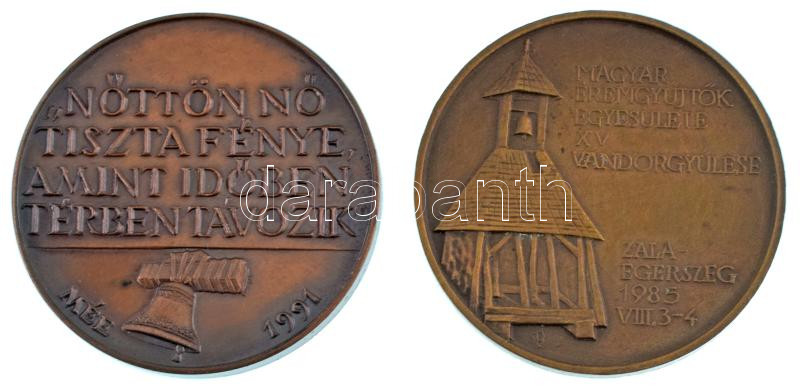 „NŐTTÖN NŐ
TISZTA FÉNYE,
AMINT IDŐBEN,
TÉRBEN TÁVOZIK"
MÉE
1991
MAGYAR
ÉREMGYŰJTŐK
EGYESÜLETE
XV
VÁNDORGYŰLÉSE
ZALA-
EGERSZEG
1985
VIII. 3-4
darabanth